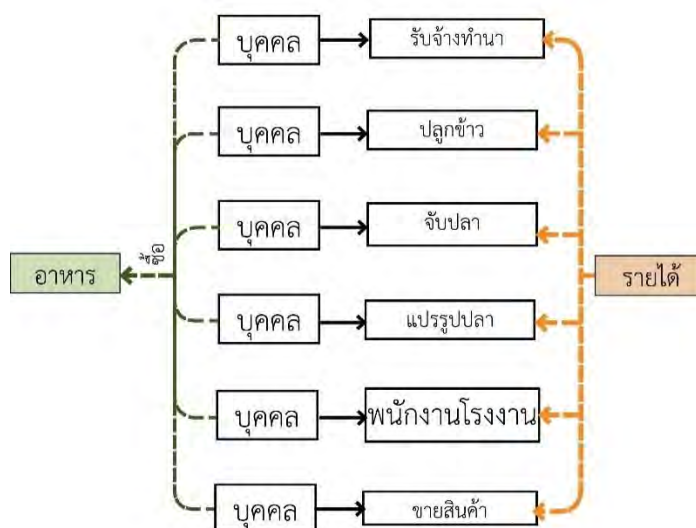 บุคคล รับจ้างทำนา
บุคคล ปลูกข้าว
บุคคล จับปลา
ซื้อ
อาหาร รายได้
บุคคล แปรรูปปลา
บุคคล พนักงานโรงงาน
บุคคล ขายสินค้า